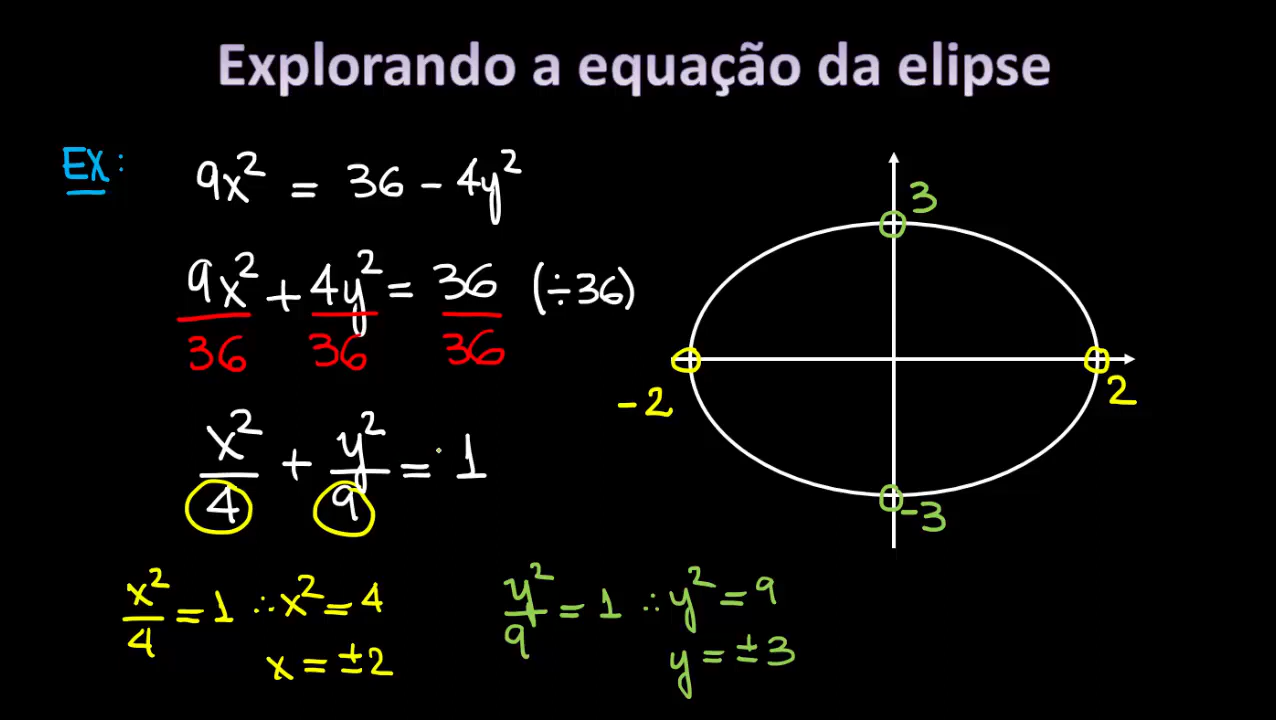 Explorando a equação da elipse
EX: 9x² = 36 - 4y²
9x²/36 + 4y²/36 = 36/36 (÷36)
x²/4 + y²/9 = 1
x²/4 = 1 ∴ x² = 4
x = ±2
y²/9 = 1 ∴ y² = 9
y = ±3
3
-2
2
-3